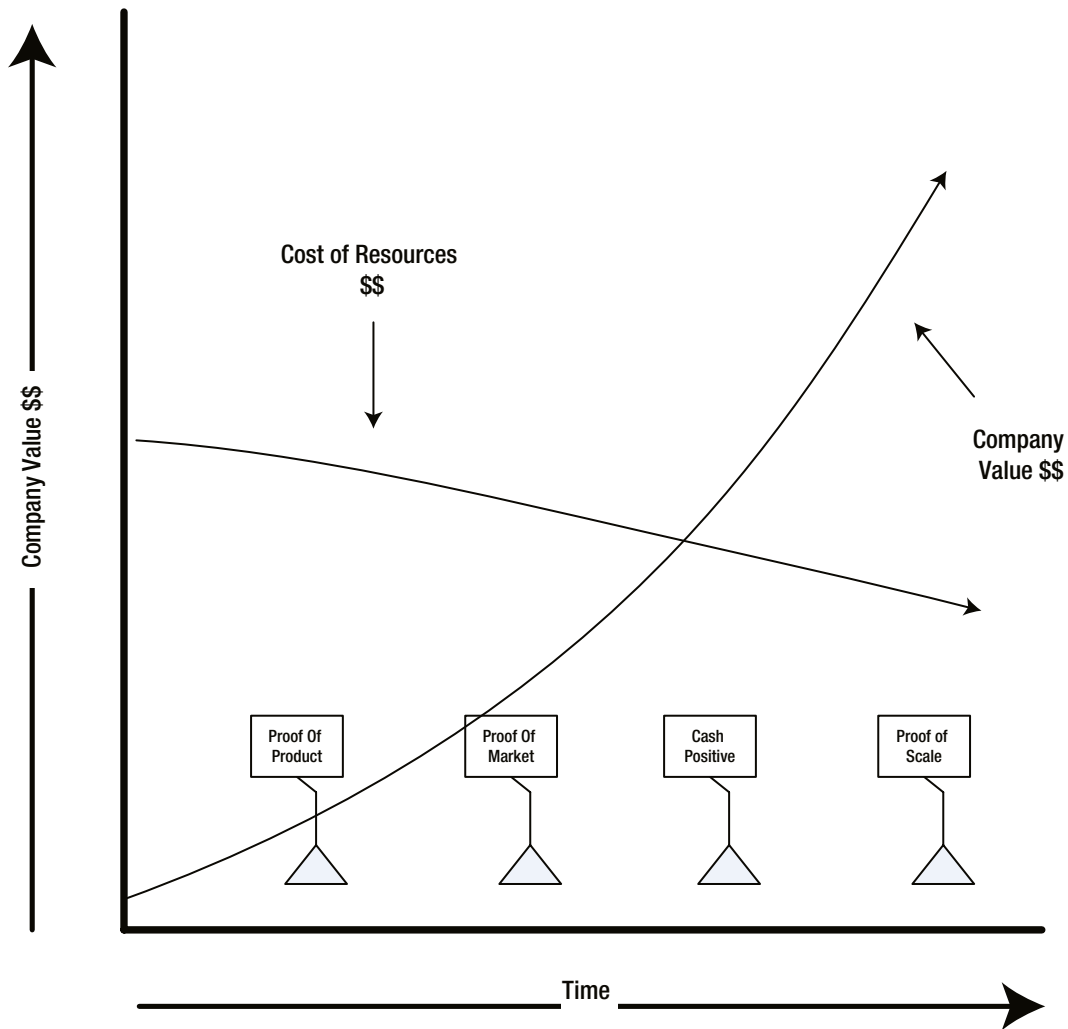 Cost of Resources
$$
Company Value $$
Company
Value $$
Proof Of
Product
Proof Of
Market
Cash
Positive
Proof of
Scale
Time